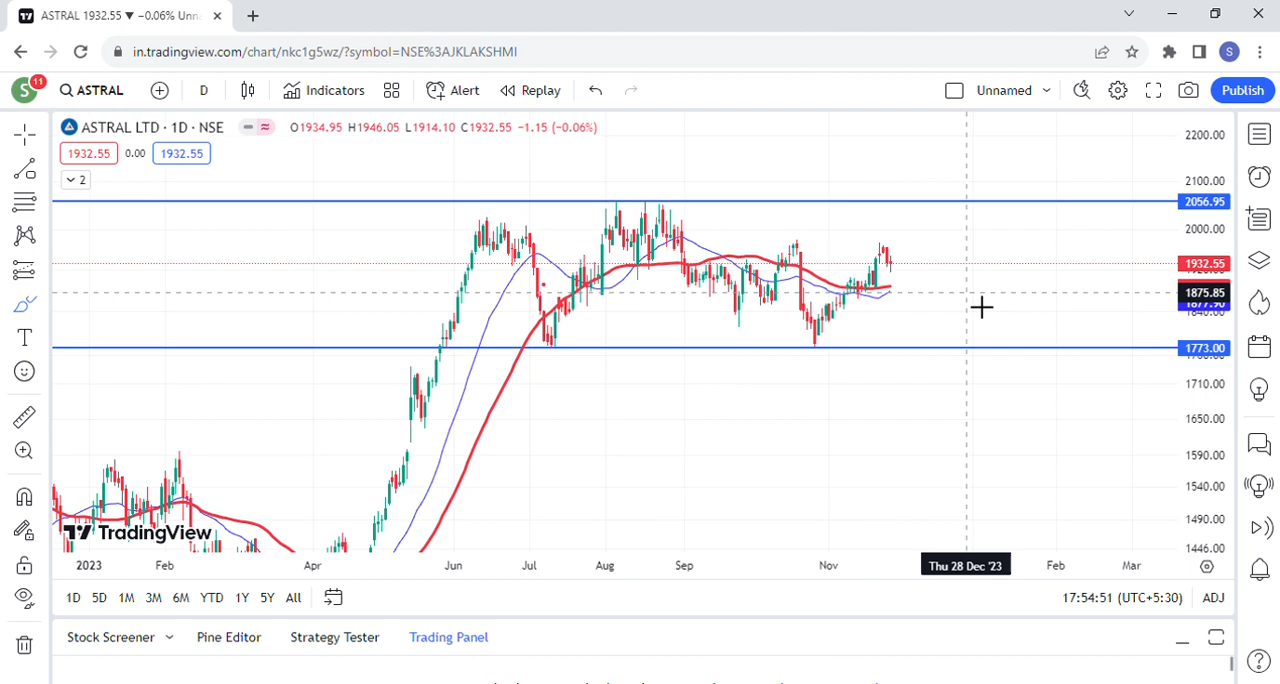 ASTRAL 1932.55 ▼ −0.06% Unn
in.tradingview.com/chart/nkc1g5wz/?symbol=NSE%3AJKLAKSHMI
S
S 11 ASTRAL D Indicators Alert Replay Unnamed Publish
ASTRAL LTD · 1D · NSE O1934.95 H1946.05 L1914.10 C1932.55 −1.15 (−0.06%)
1932.55 0.00 1932.55
2
2200.00
2100.00
2056.95
2000.00
1932.55
1875.85
1877.90
1840.00
1773.00
1710.00
1650.00
1590.00
1540.00
1490.00
1446.00
TradingView
2023 Feb Apr Jun Jul Aug Sep Nov Thu 28 Dec '23 Feb Mar
1D 5D 1M 3M 6M YTD 1Y 5Y All 17:54:51 (UTC+5:30) ADJ
Stock Screener Pine Editor Strategy Tester Trading Panel